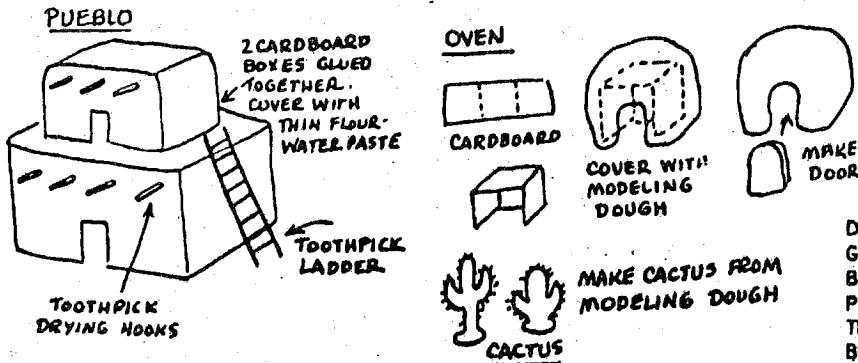 PUEBLO
2 CARDBOARD
BOXES GLUED
TOGETHER.
COVER WITH
THIN FLOUR-
WATER PASTE
TOOTHPICK
LADDER
TOOTHPICK
DRYING HOOKS
OVEN
CARDBOARD
COVER WITH
MODELING
DOUGH
MAKE
DOOR
MAKE CACTUS FROM
MODELING DOUGH
CACTUS
D
G
B
P
T
B